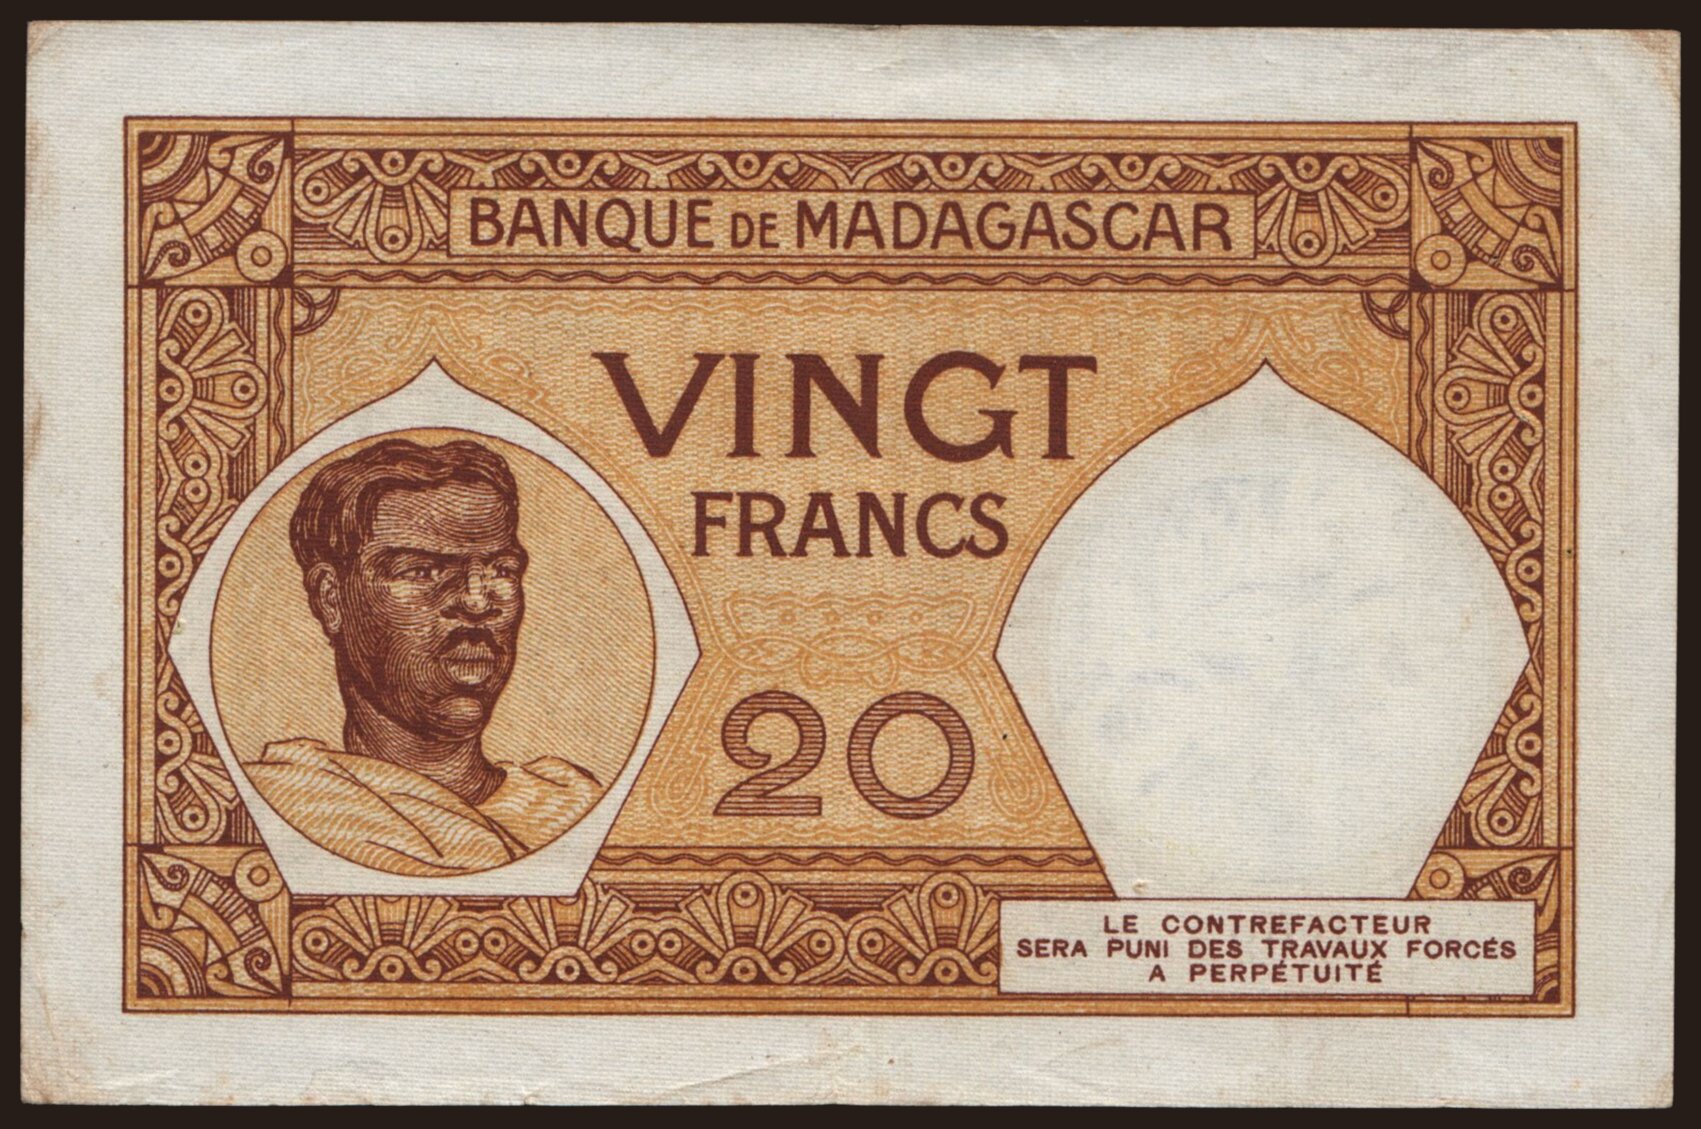 BANQUE DE MADAGASCAR
VINGT
FRANCS
20
LE CONTREFACTEUR
SERA PUNI DES TRAVAUX FORCÉS
A PERPÉTUITÉ